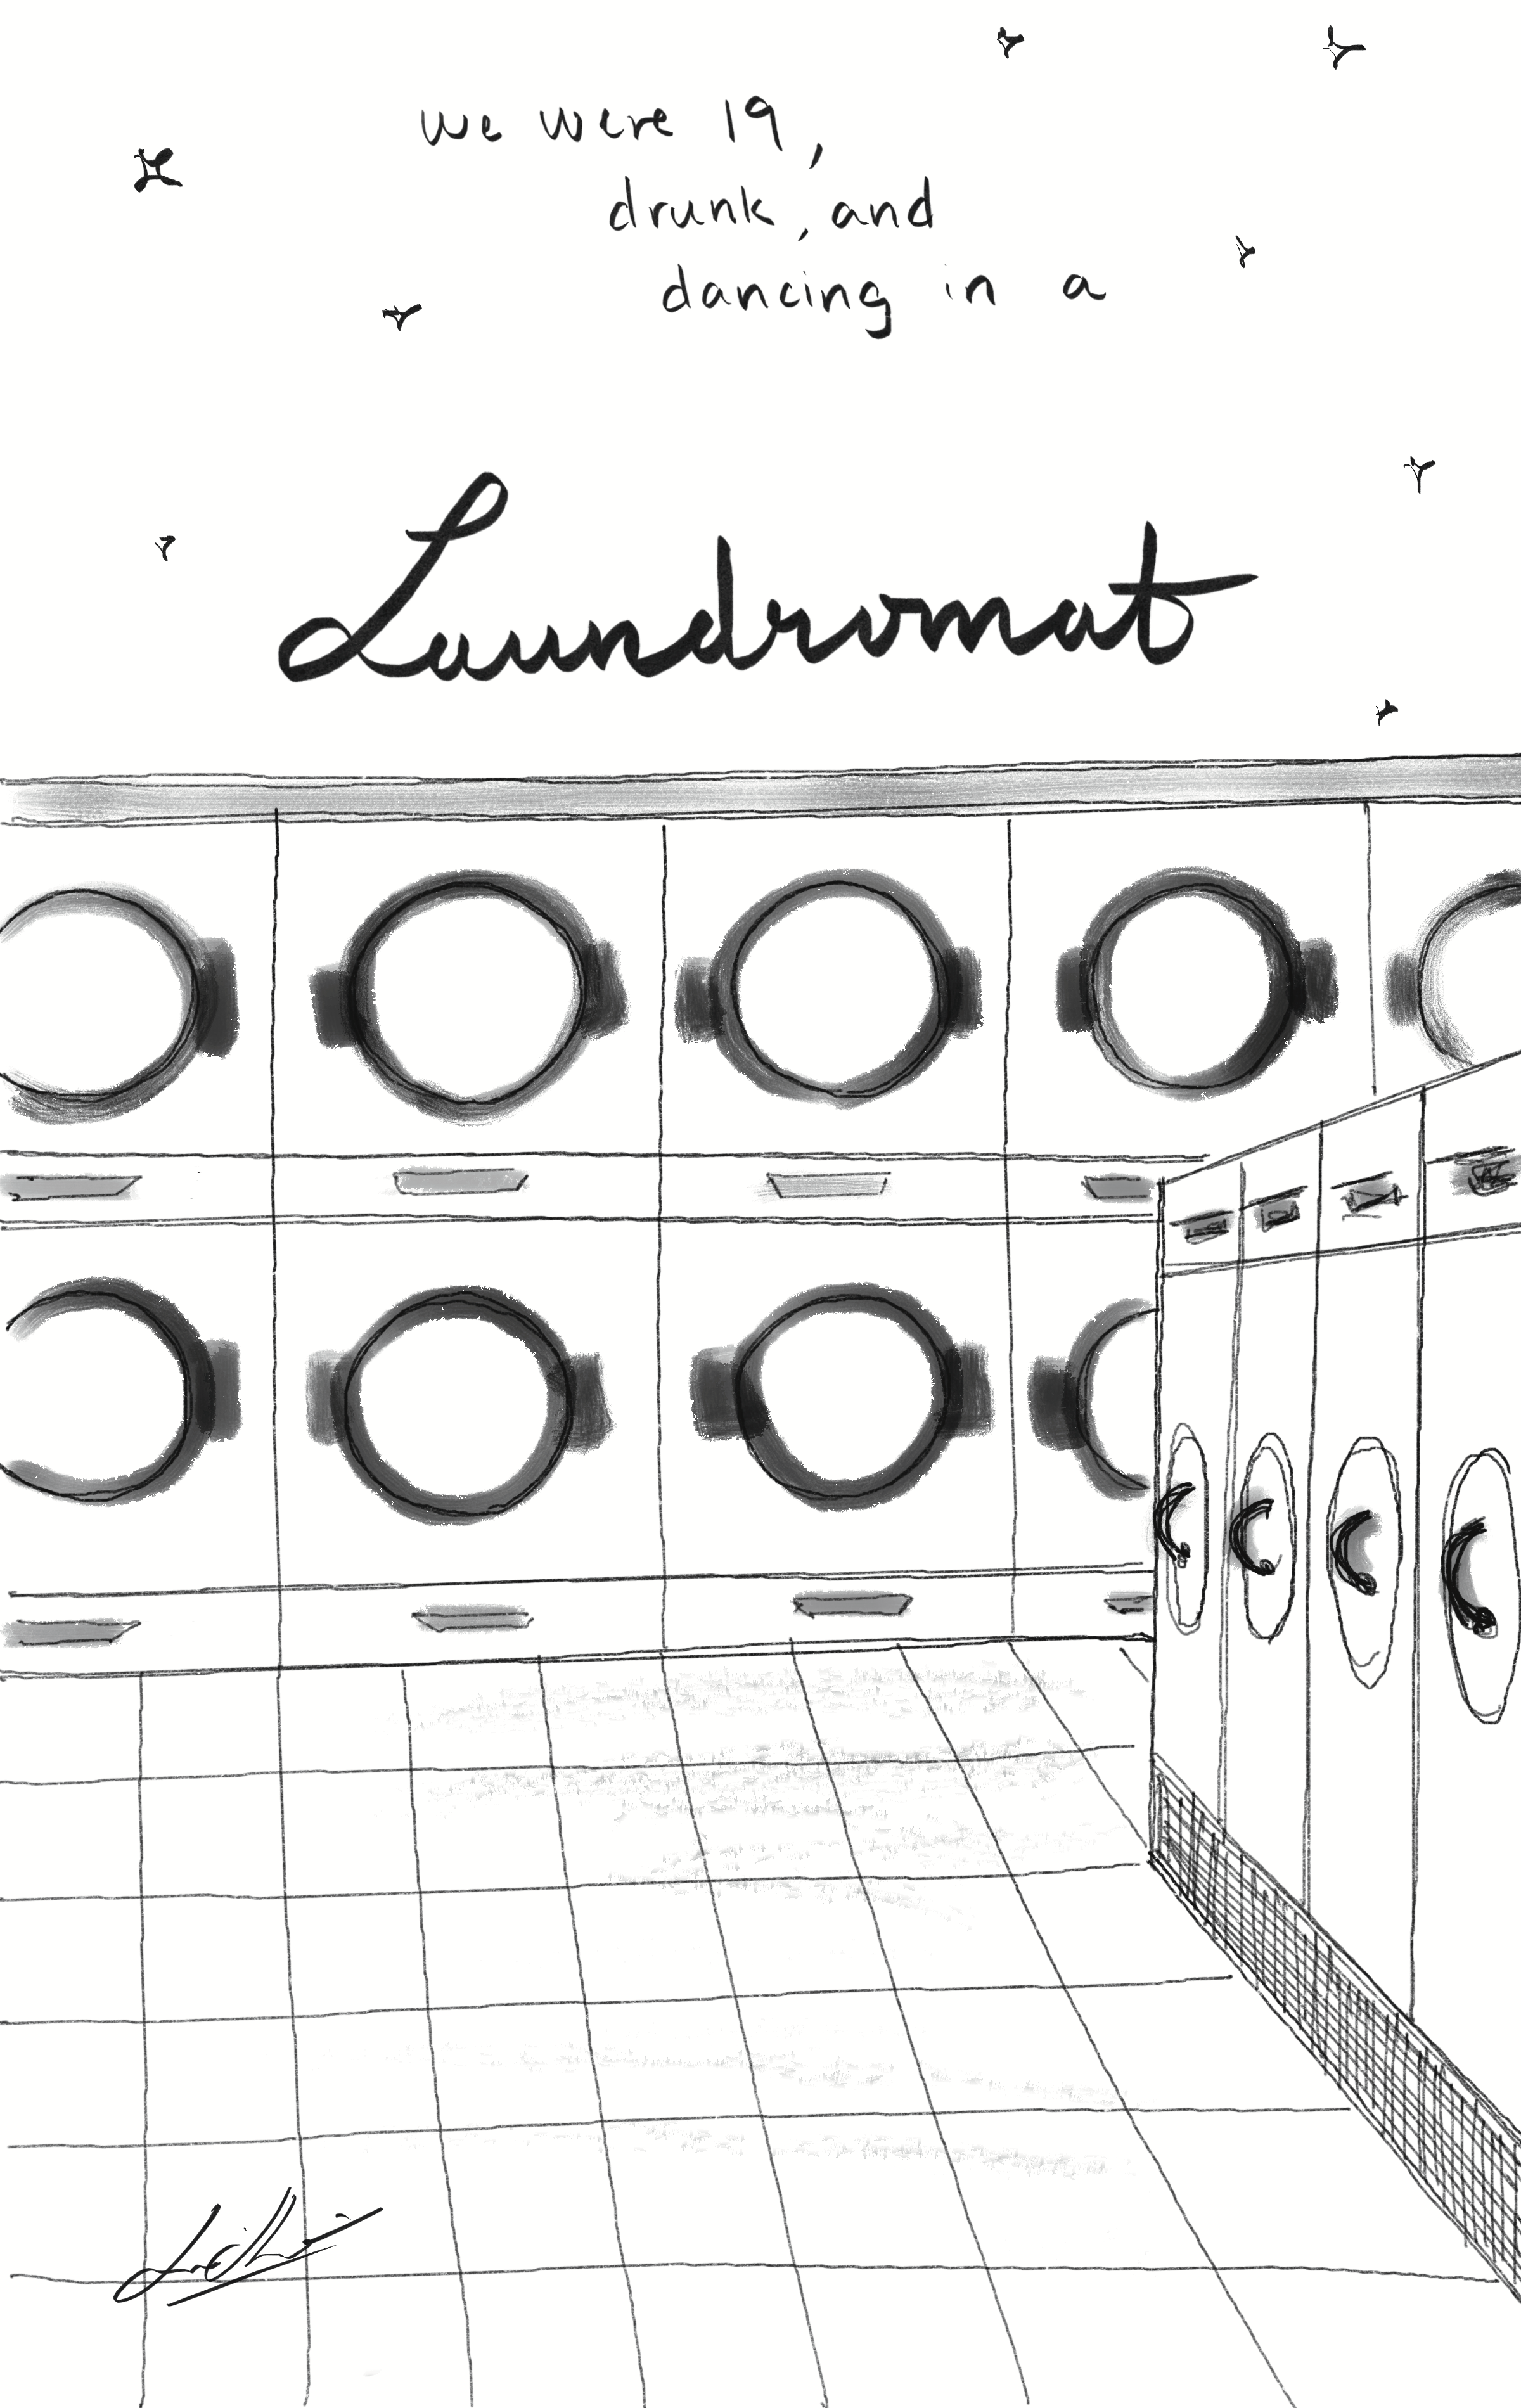 we were 19,
drunk, and
dancing in a
Laundromat